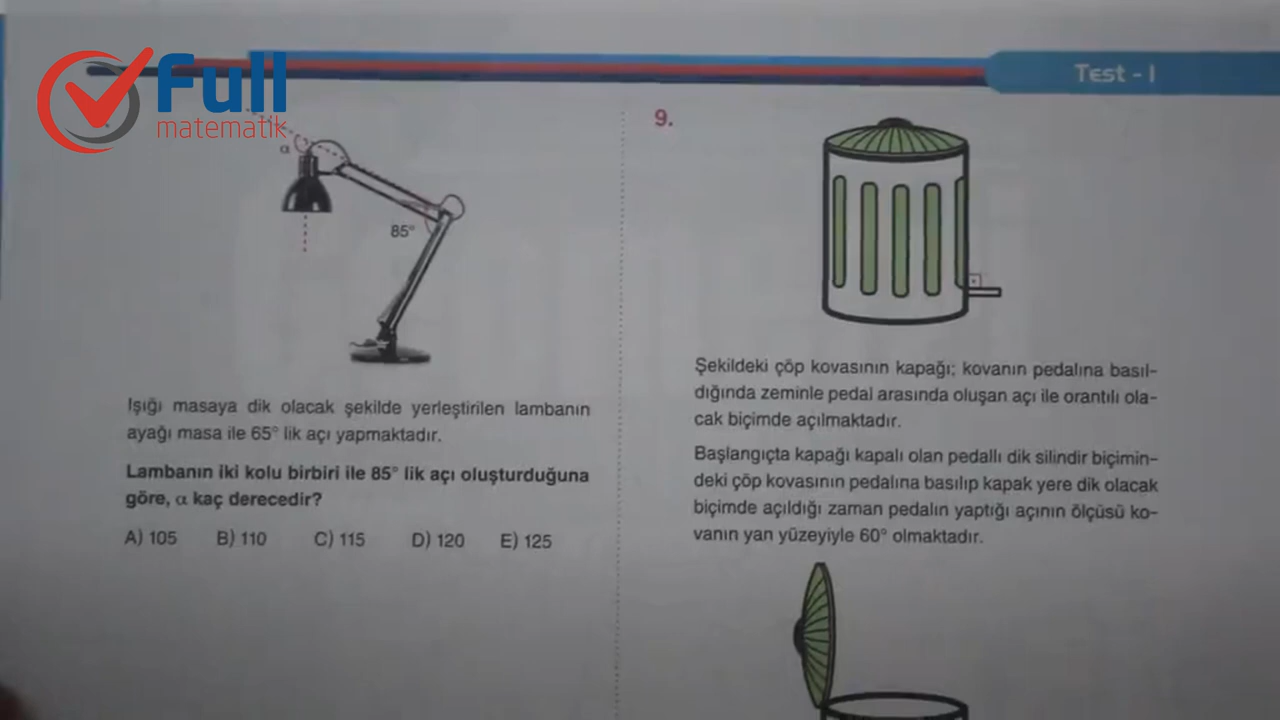 Full
matematik
Test - I
α
85°
Işığı masaya dik olacak şekilde yerleştirilen lambanın
ayağı masa ile 65° lik açı yapmaktadır.
Lambanın iki kolu birbiri ile 85° lik açı oluşturduğuna
göre, α kaç derecedir?
A) 105 B) 110 C) 115 D) 120 E) 125
9.
Şekildeki çöp kovasının kapağı; kovanın pedalına basıl-
dığında zeminle pedal arasında oluşan açı ile orantılı ola-
cak biçimde açılmaktadır.
Başlangıçta kapağı kapalı olan pedallı dik silindir biçimin-
deki çöp kovasının pedalına basılıp kapak yere dik olacak
biçimde açıldığı zaman pedalın yaptığı açının ölçüsü ko-
vanın yan yüzeyiyle 60° olmaktadır.